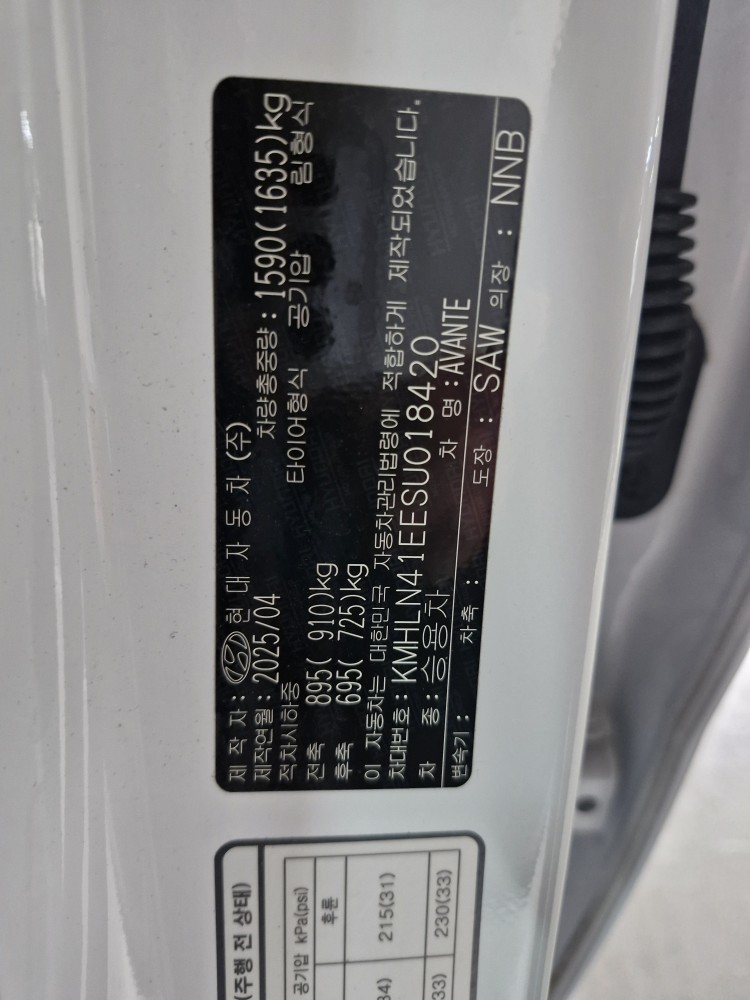 제 작 자 : 현 대 자 동 차 (주)
제작연월 : 2025/04 차량총중량 : 1590(1635)kg
적차시하중 타이어형식 공기압 림형식
전축 895( 910)kg
후축 695( 725)kg
이 자동차는 대한민국 자동차관리법령에 적합하게 제작되었습니다.
차대번호 : KMHLN41EESU018420
차 종 : 승용차 차 명 : AVANTE
변속기 : 차축 : 도장 : SAW 의장 : NNB
(주행 전 상태)
공기압 kPa(psi)
후륜
215(31)
33) 230(33)